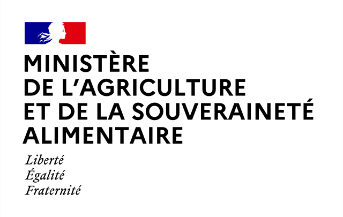 MINISTÈRE
DE L’AGRICULTURE
ET DE LA SOUVERAINETÉ
ALIMENTAIRE
Liberté
Égalité
Fraternité